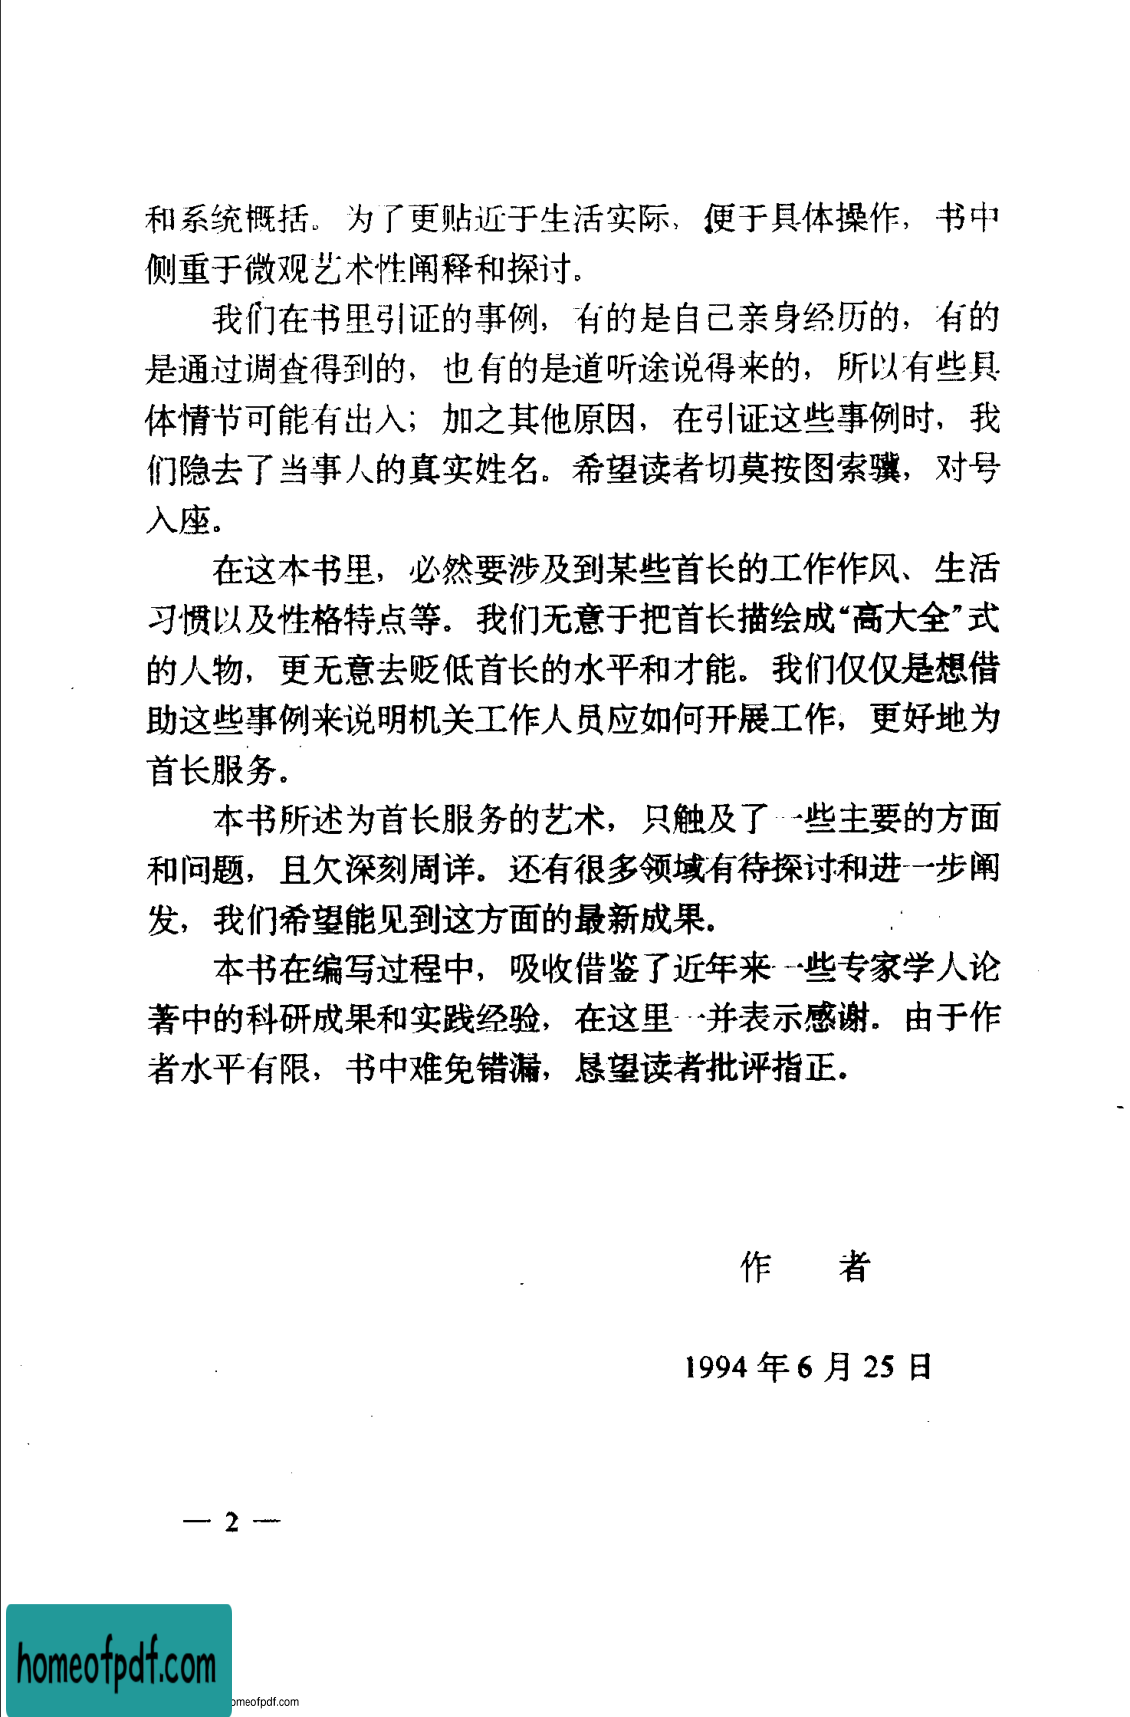 和系统概括。为了更贴近于生活实际，便于具体操作，书中
侧重于微观艺术性阐释和探讨。
我们在书里引证的事例，有的是自己亲身经历的，有的
是通过调查得到的，也有的是道听途说得来的，所以有些具
体情节可能有出入；加之其他原因，在引证这些事例时，我
们隐去了当事人的真实姓名。希望读者切莫按图索骥，对号
入座。
在这本书里，必然要涉及到某些首长的工作作风、生活
习惯以及性格特点等。我们无意于把首长描绘成“高大全”式
的人物，更无意去贬低首长的水平和才能。我们仅仅是想借
助这些事例来说明机关工作人员应如何开展工作，更好地为
首长服务。
本书所述为首长服务的艺术，只触及了一些主要的方面
和问题，且欠深刻周详。还有很多领域有待探讨和进一步阐
发，我们希望能见到这方面的最新成果。
本书在编写过程中，吸收借鉴了近年来一些专家学人论
著中的科研成果和实践经验，在这里一并表示感谢。由于作
者水平有限，书中难免错漏，恳望读者批评指正。
作 者
1994 年 6 月 25 日
— 2 —
homeofpdf.com
omeofpdf.com